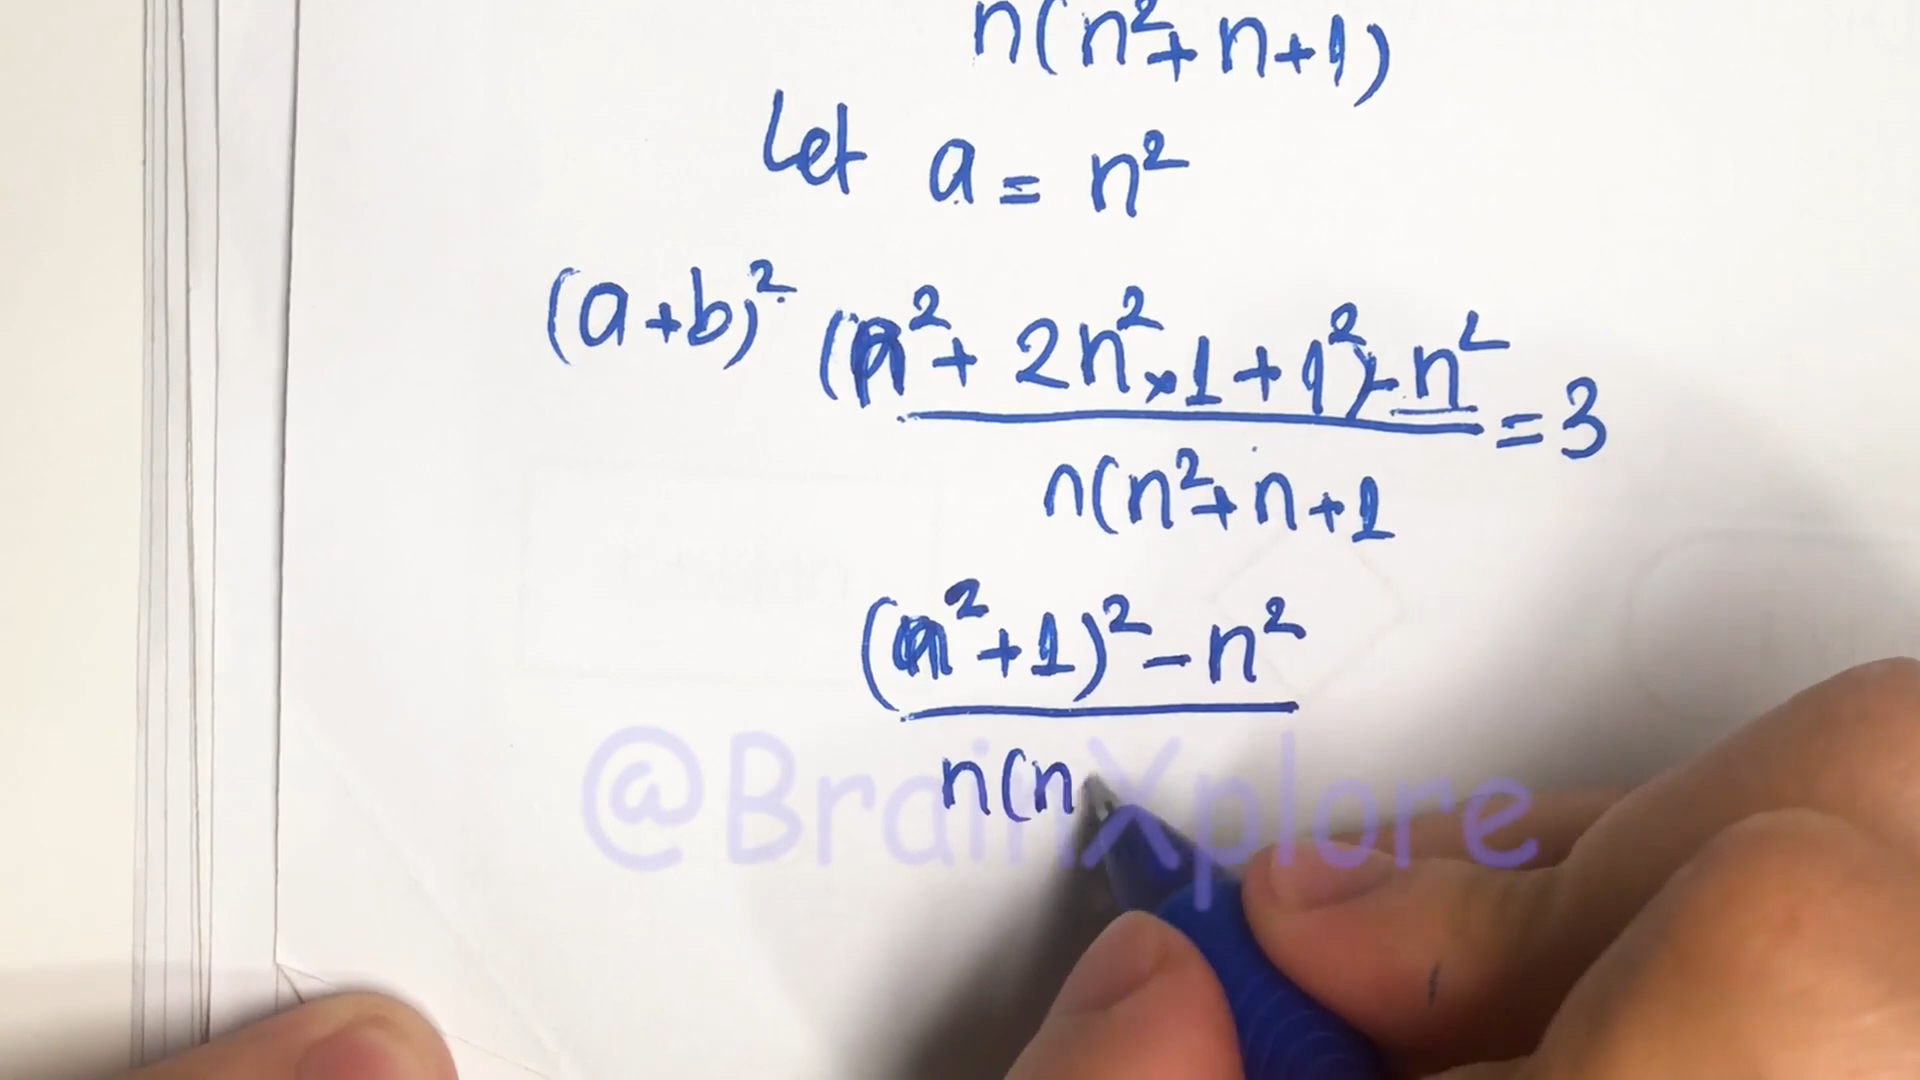 n(n²+n+1)
Let a = n²
(a+b)² (n²+ 2n²×1+1²)-n² = 3
n(n²+n+1
(n²+1)²-n²
n(n
@BrainXplore